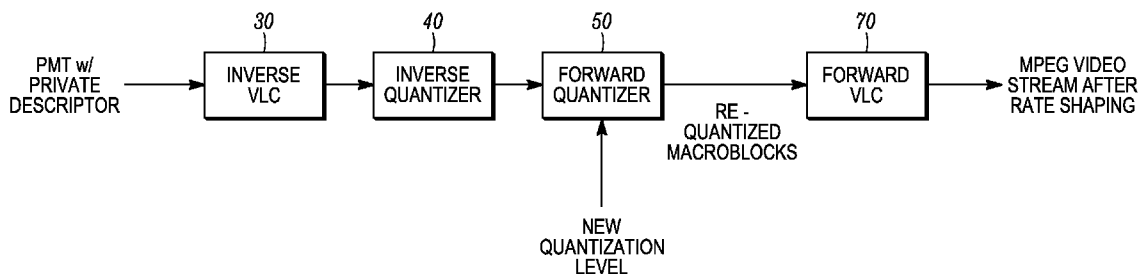 30
40
50
70
PMT w/
PRIVATE
DESCRIPTOR
INVERSE
VLC
INVERSE
QUANTIZER
FORWARD
QUANTIZER
RE -
QUANTIZED
MACROBLOCKS
FORWARD
VLC
MPEG VIDEO
STREAM AFTER
RATE SHAPING
NEW
QUANTIZATION
LEVEL